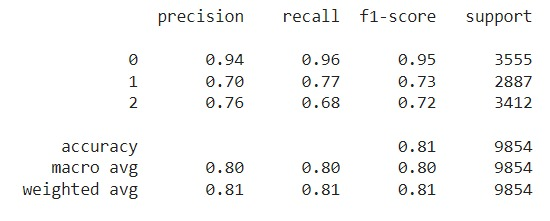 precision recall f1-score support
0 0.94 0.96 0.95 3555
1 0.70 0.77 0.73 2887
2 0.76 0.68 0.72 3412
accuracy 0.81 9854
macro avg 0.80 0.80 0.80 9854
weighted avg 0.81 0.81 0.81 9854